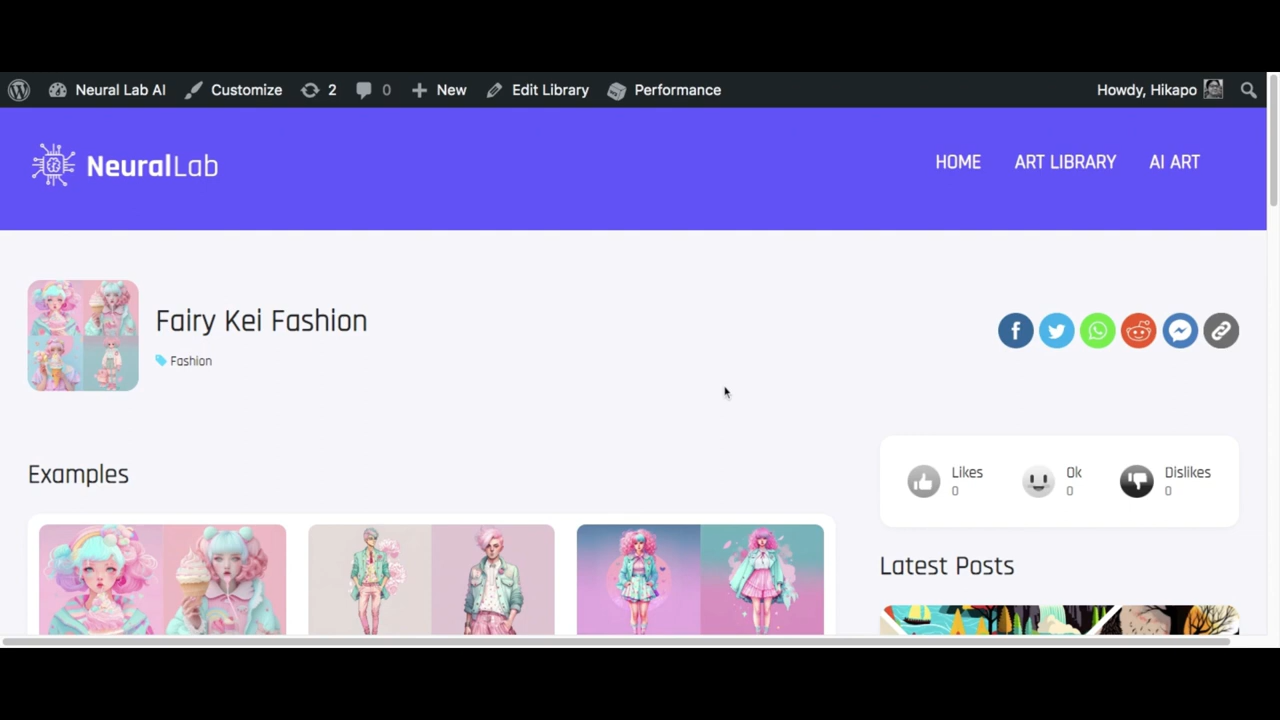 Neural Lab AI Customize 2 0 New Edit Library Performance Howdy, Hikapo
NeuralLab
HOME ART LIBRARY AI ART
Fairy Kei Fashion
Fashion
Examples
Likes
0
Ok
0
Dislikes
0
Latest Posts